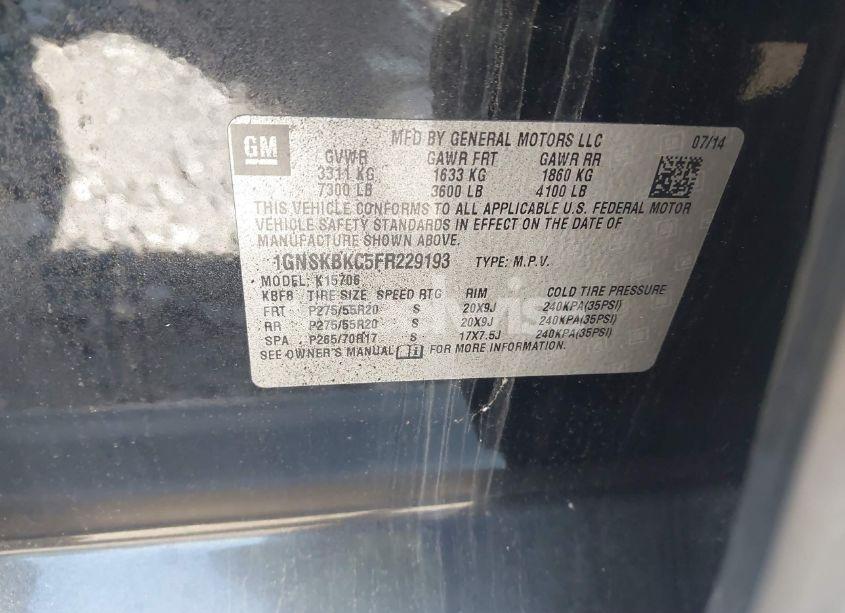 GM
MFD BY GENERAL MOTORS LLC 07/14
GVWR GAWR FRT GAWR RR
3311 KG 1633 KG 1860 KG
7300 LB 3600 LB 4100 LB
THIS VEHICLE CONFORMS TO ALL APPLICABLE U.S. FEDERAL MOTOR
VEHICLE SAFETY STANDARDS IN EFFECT ON THE DATE OF
MANUFACTURE SHOWN ABOVE.
1GNSKBKC5FR229193 TYPE: M.P.V.
MODEL: K15706
KBF8 TIRE SIZE SPEED RTG RIM COLD TIRE PRESSURE
FRT P275/55R20 S 20X9J 240KPA(35PSI)
RR P275/55R20 S 20X9J 240KPA(35PSI)
SPA P265/70R17 S 17X7.5J 240KPA(35PSI)
SEE OWNER'S MANUAL FOR MORE INFORMATION.